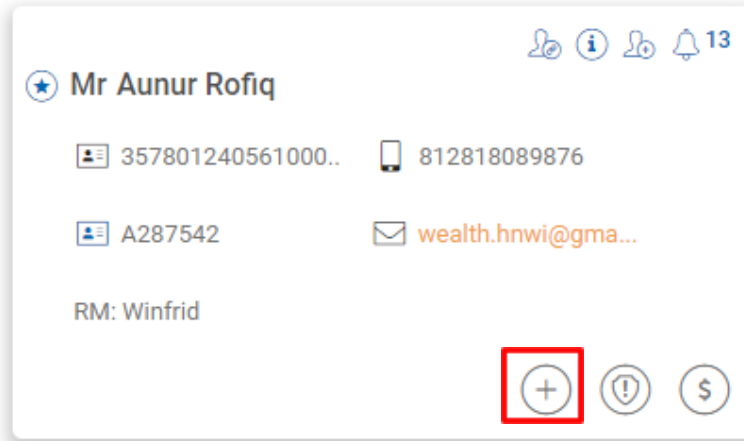 13
Mr Aunur Rofiq
357801240561000..
812818089876
A287542
wealth.hnwi@gma...
RM: Winfrid
$